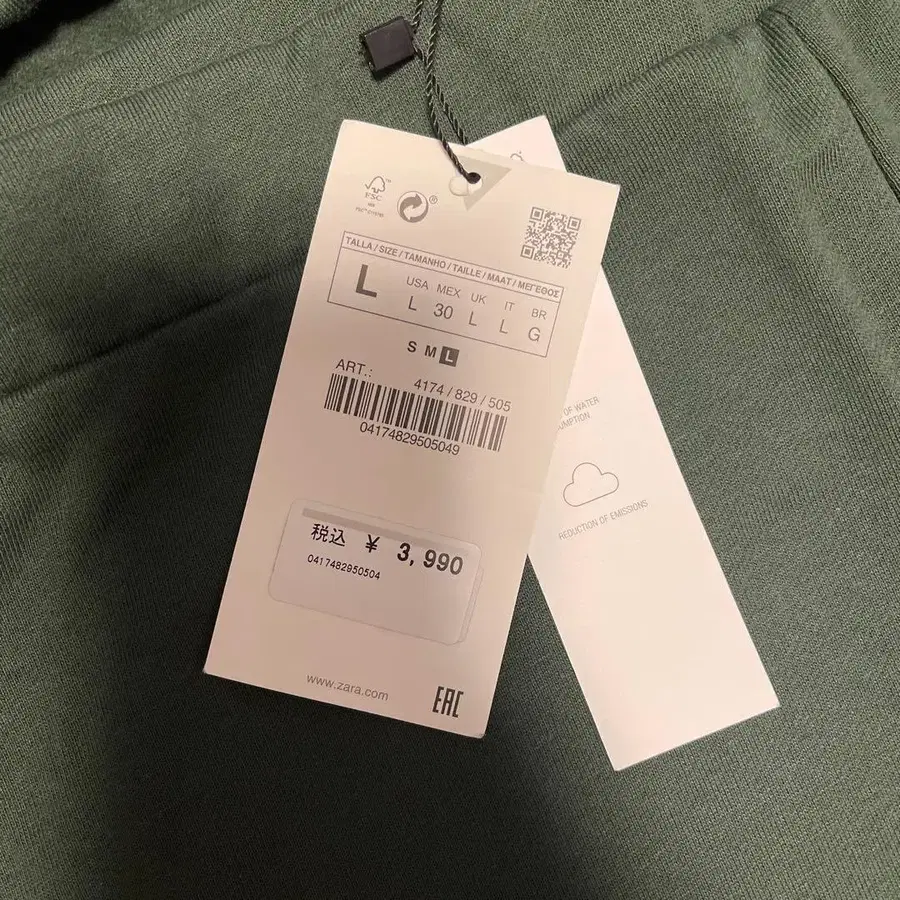 FSC
MIX
TALLA / SIZE / TAMANHO / TAILLE / MAAT / ΜΕΓΕΘΟΣ
L
USA MEX UK IT BR
L 30 L L G
S M L
ART.: 4174 / 829 / 505
04174829505049
税込 ¥ 3,990
0417482950504
www.zara.com
EAC
OF WATER
REDUCTION OF EMISSIONS